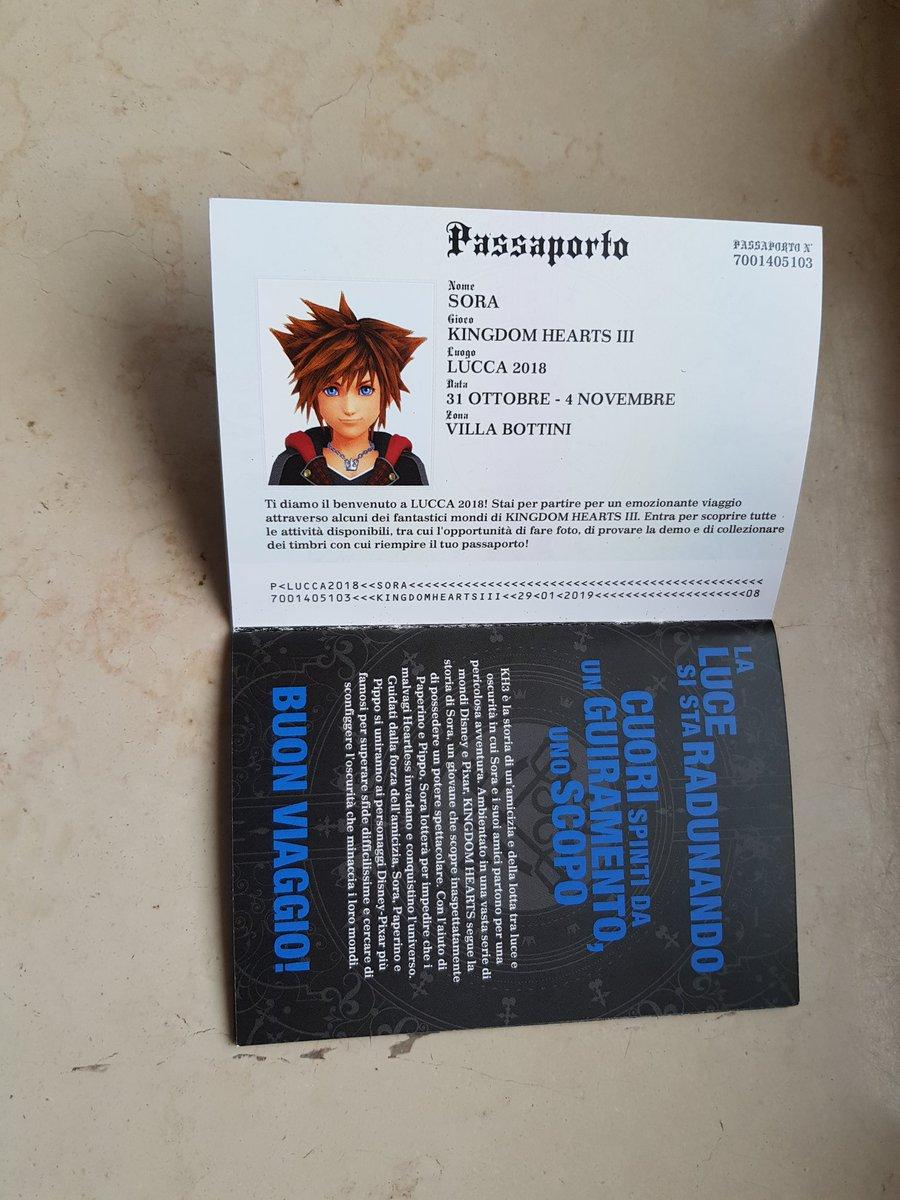 Passaporto
PASSAPORTO N°
7001405103
Nome
SORA
Gioco
KINGDOM HEARTS III
Luogo
LUCCA 2018
Data
31 OTTOBRE - 4 NOVEMBRE
Zona
VILLA BOTTINI
Ti diamo il benvenuto a LUCCA 2018! Stai per partire per un emozionante viaggio
attraverso alcuni dei fantastici mondi di KINGDOM HEARTS III. Entra per scoprire tutte
le attività disponibili, tra cui l'opportunità di fare foto, di provare la demo e di collezionare
dei timbri con cui riempire il tuo passaporto!
P<LUCCA2018<<SORA<<<<<<<<<<<<<<<<<<<<<<<<<<<<<<<<<<<<<<<<<<<<
7001405103<<<KINGDOMHEARTSIII<<29<01<2019<<<<<<<<<<<<<<<<<<<<<08
LA
LUCE
SI STA RADUNANDO
CUORI SPINTI DA
UN GUIRAMENTO,
UNO SCOPO
KH3 è la storia di un'amicizia e della lotta tra luce e
oscurità in cui Sora e i suoi amici partono per una
pericolosa avventura. Ambientato in una vasta serie di
mondi Disney e Pixar, KINGDOM HEARTS segue la
storia di Sora, un giovane che scopre inaspettatamente
di possedere un potere spettacolare. Con l'aiuto di
Paperino e Pippo, Sora lotterà per impedire che i
malvagi Heartless invadano e conquistino l'universo.
Guidati dalla forza dell'amicizia, Sora, Paperino e
Pippo si uniranno ai personaggi Disney-Pixar più
famosi per superare sfide difficilissime e cercare di
sconfiggere l'oscurità che minaccia i loro mondi.
BUON VIAGGIO!